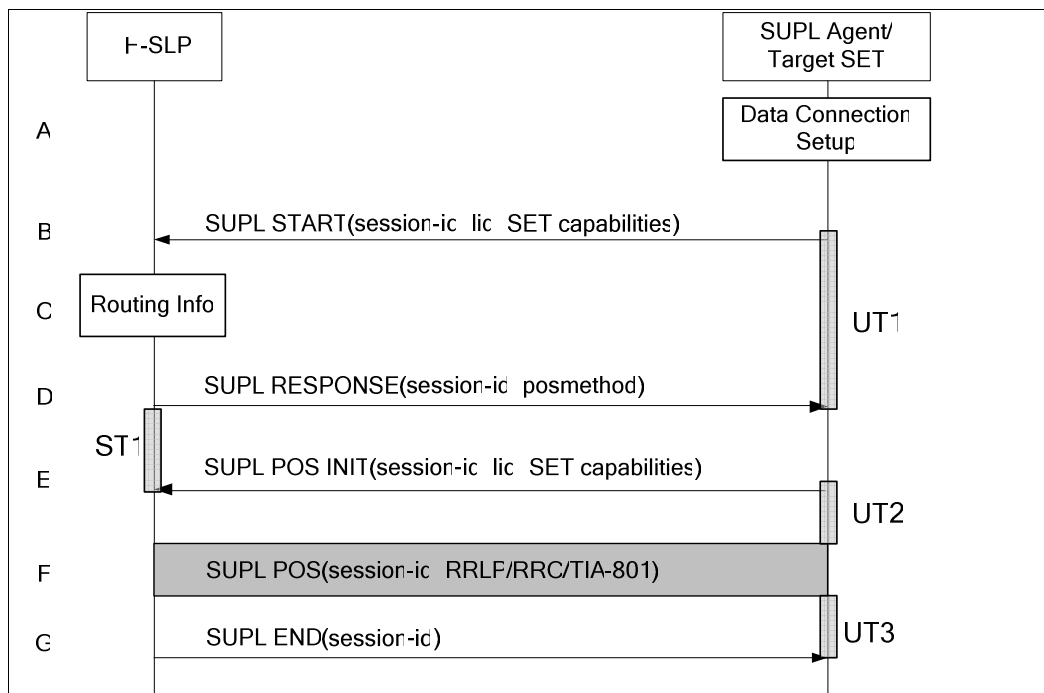 H-SLP
SUPL Agent/
Target SET
A
Data Connection
Setup
B
SUPL START(session-id lid SET capabilities)
C
Routing Info
UT1
D
SUPL RESPONSE(session-id posmethod)
ST1
E
SUPL POS INIT(session-id lid SET capabilities)
UT2
F
SUPL POS(session-id RRLP/RRC/TIA-801)
G
SUPL END(session-id)
UT3